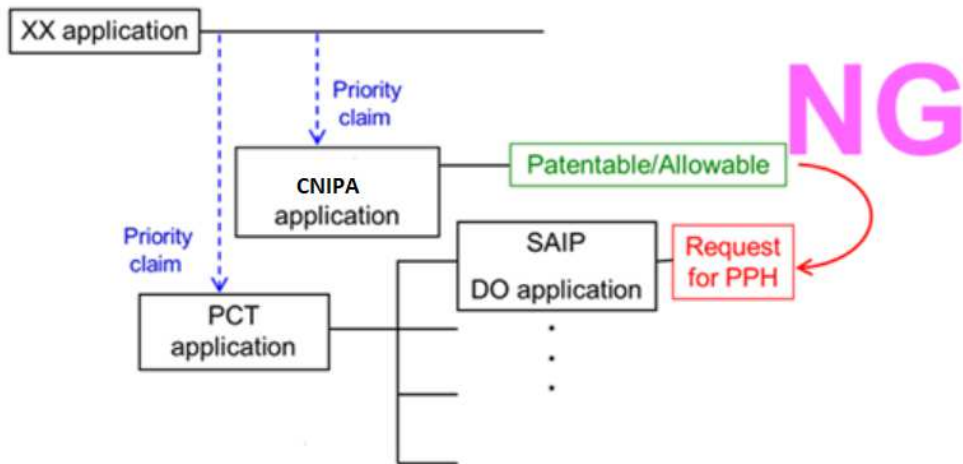 XX application
NG
Priority
claim
Patentable/Allowable
CNIPA
application
Priority
claim
SAIP
DO application
Request
for PPH
PCT
application